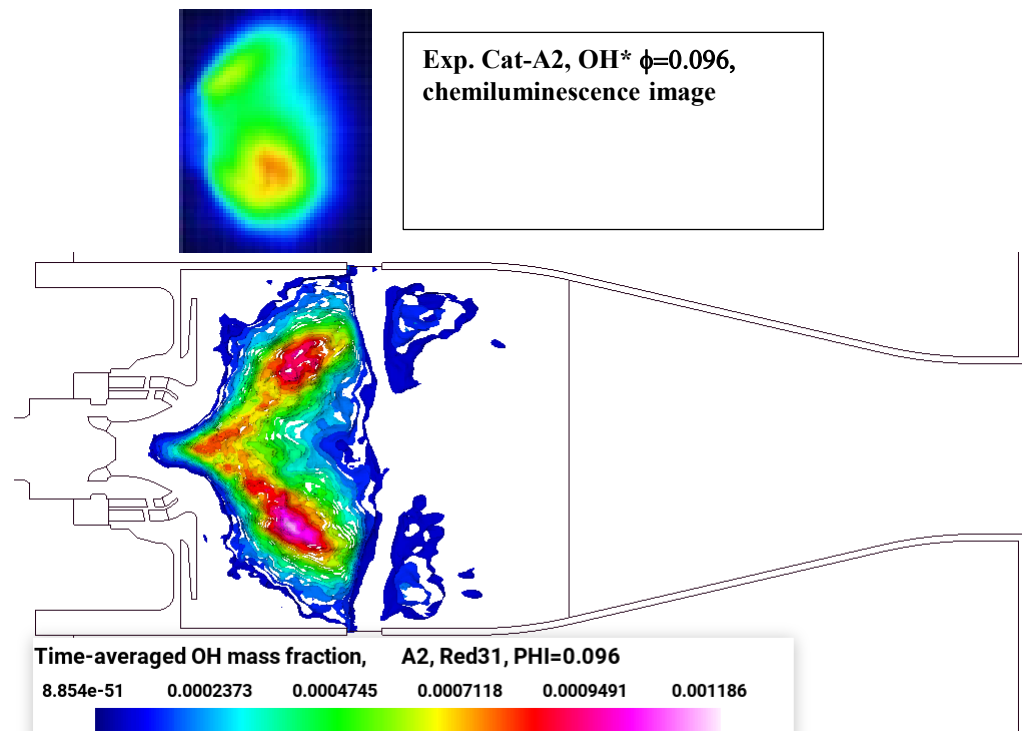 Exp. Cat-A2, OH* ϕ=0.096,
chemiluminescence image
Time-averaged OH mass fraction, A2, Red31, PHI=0.096
8.854e-51 0.0002373 0.0004745 0.0007118 0.0009491 0.001186